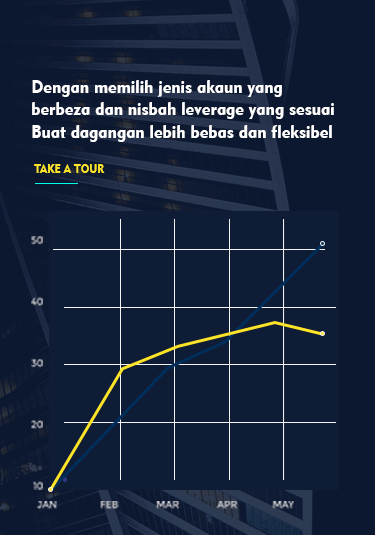 Dengan memilih jenis akaun yang
berbeza dan nisbah leverage yang sesuai
Buat dagangan lebih bebas dan fleksibel
TAKE A TOUR
50
40
30
20
10
JAN FEB MAR APR MAY